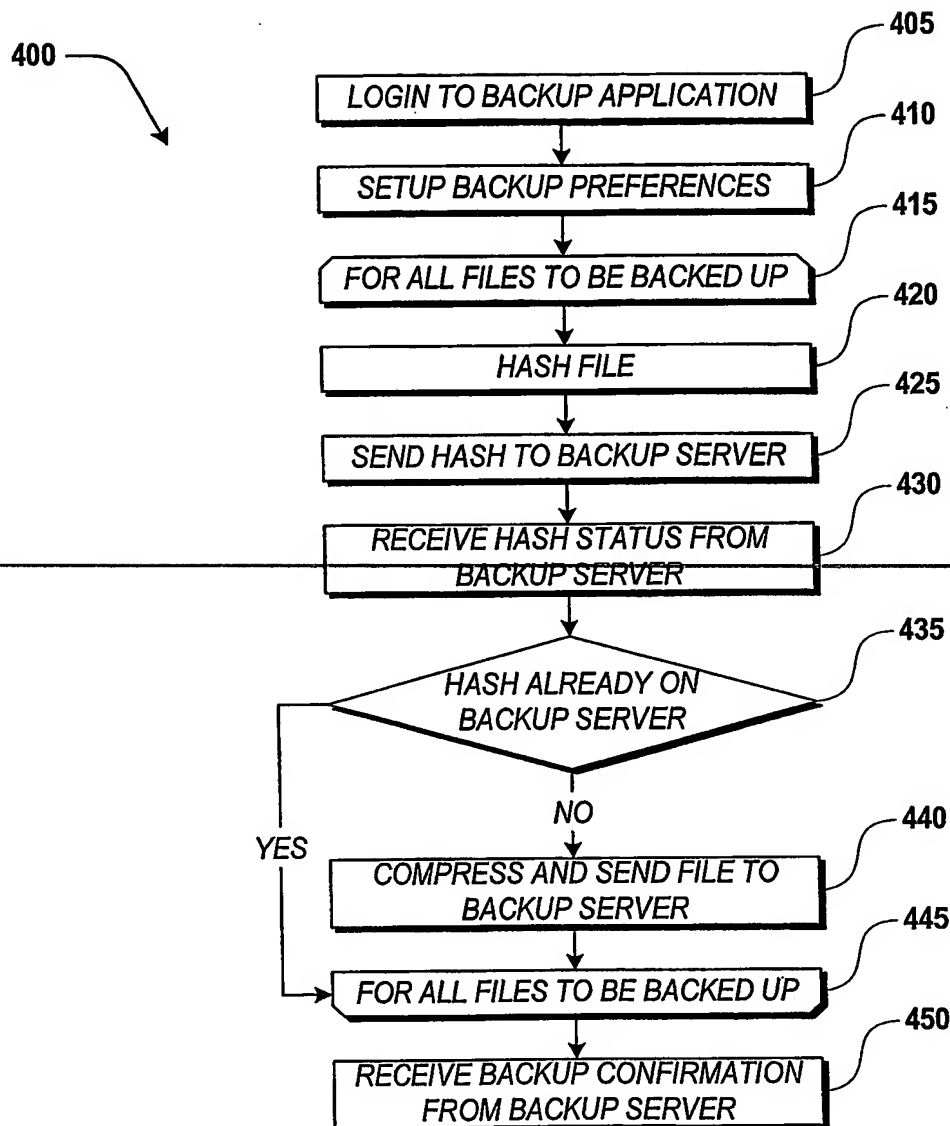 400
405
LOGIN TO BACKUP APPLICATION
410
SETUP BACKUP PREFERENCES
415
FOR ALL FILES TO BE BACKED UP
420
HASH FILE
425
SEND HASH TO BACKUP SERVER
430
RECEIVE HASH STATUS FROM
BACKUP SERVER
435
HASH ALREADY ON
BACKUP SERVER
NO
YES
440
COMPRESS AND SEND FILE TO
BACKUP SERVER
445
FOR ALL FILES TO BE BACKED UP
450
RECEIVE BACKUP CONFIRMATION
FROM BACKUP SERVER